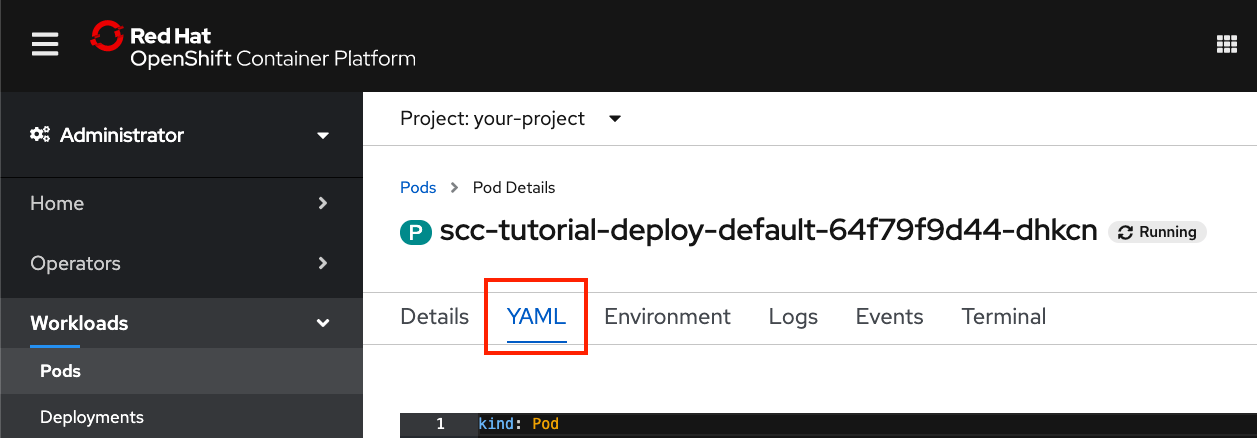 Red Hat
OpenShift Container Platform
Administrator
Home
Operators
Workloads
Pods
Deployments
Project: your-project
Pods > Pod Details
P scc-tutorial-deploy-default-64f79f9d44-dhkcn Running
Details YAML Environment Logs Events Terminal
1 kind: Pod